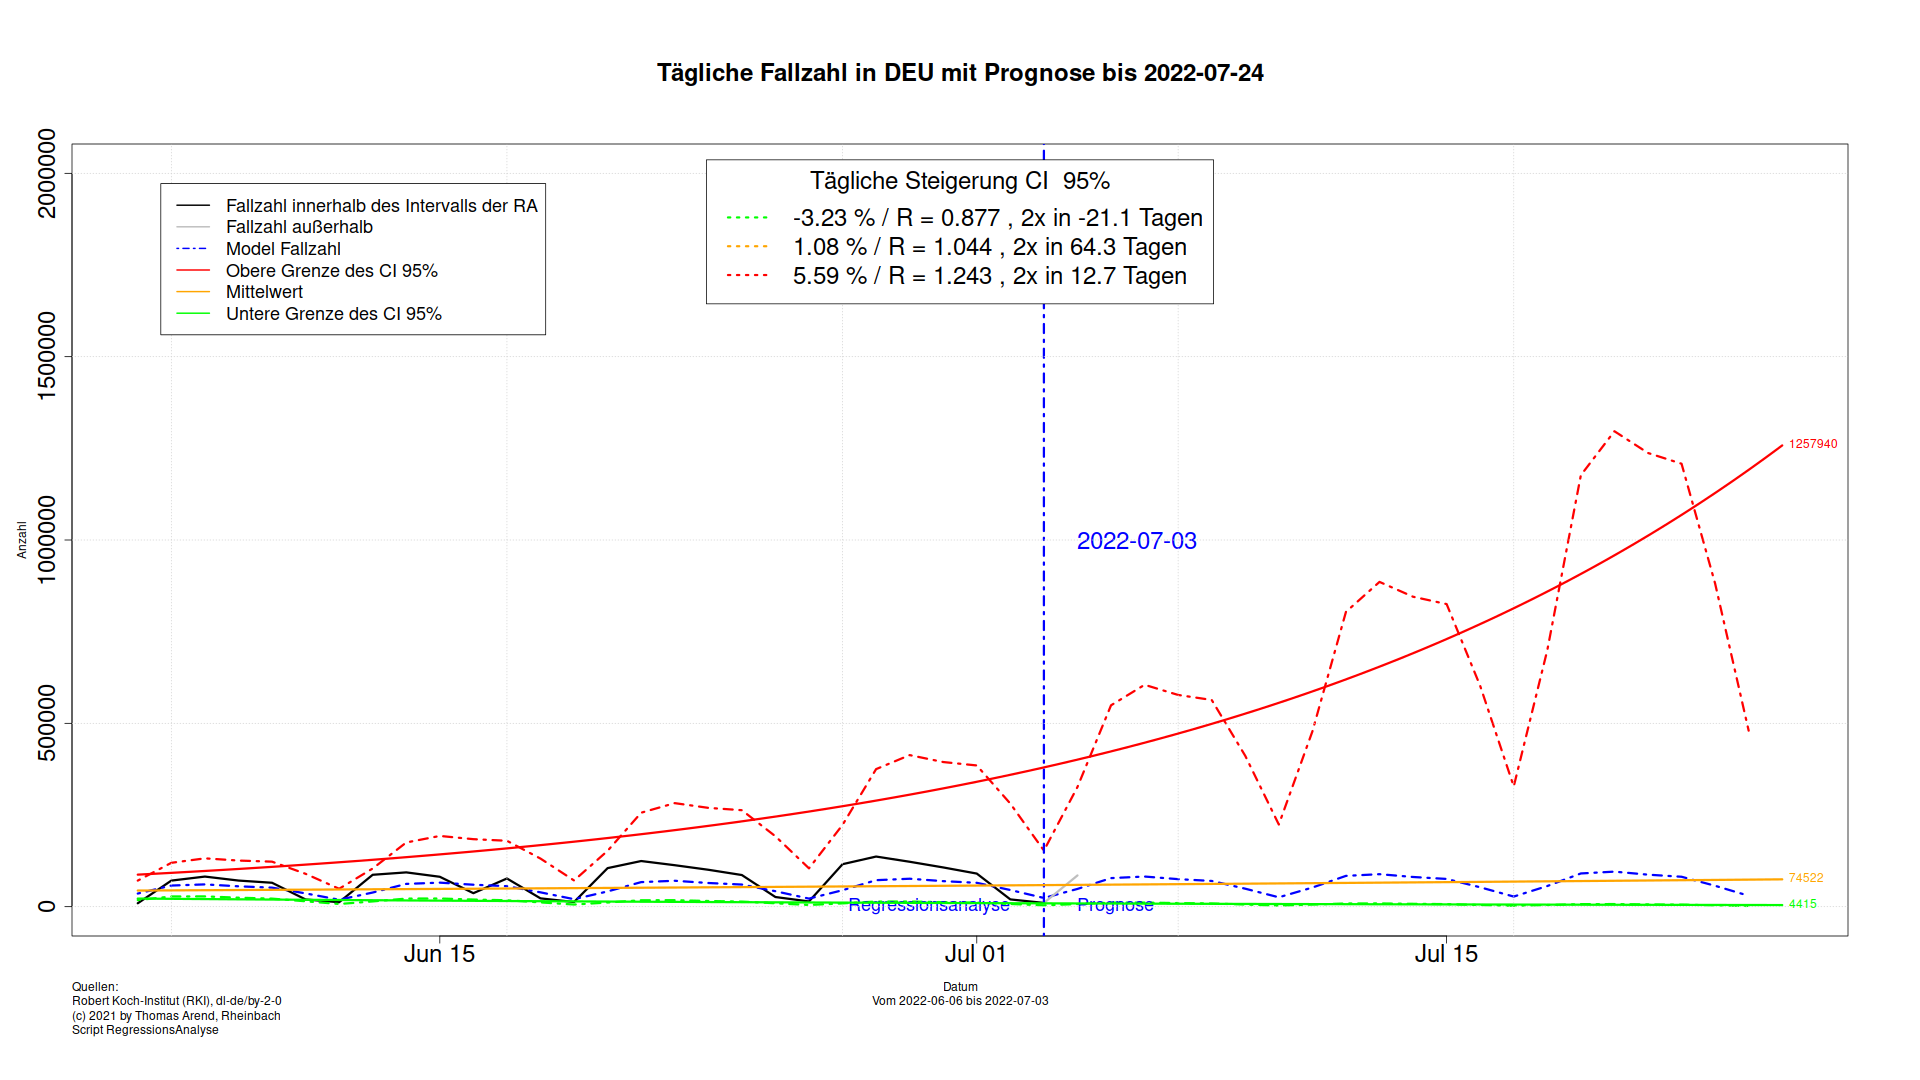 Tägliche Fallzahl in DEU mit Prognose bis 2022-07-24
Fallzahl innerhalb des Intervalls der RA
Fallzahl außerhalb
Model Fallzahl
Obere Grenze des CI 95%
Mittelwert
Untere Grenze des CI 95%
Tägliche Steigerung CI 95%
-3.23 % / R = 0.877 , 2x in -21.1 Tagen
1.08 % / R = 1.044 , 2x in 64.3 Tagen
5.59 % / R = 1.243 , 2x in 12.7 Tagen
2000000
1500000
1000000
500000
0
Anzahl
2022-07-03
1257940
74522
4415
Regressionsanalyse
Prognose
Jun 15
Jul 01
Jul 15
Datum
Vom 2022-06-06 bis 2022-07-03
Quellen:
Robert Koch-Institut (RKI), dl-de/by-2-0
(c) 2021 by Thomas Arend, Rheinbach
Script RegressionsAnalyse